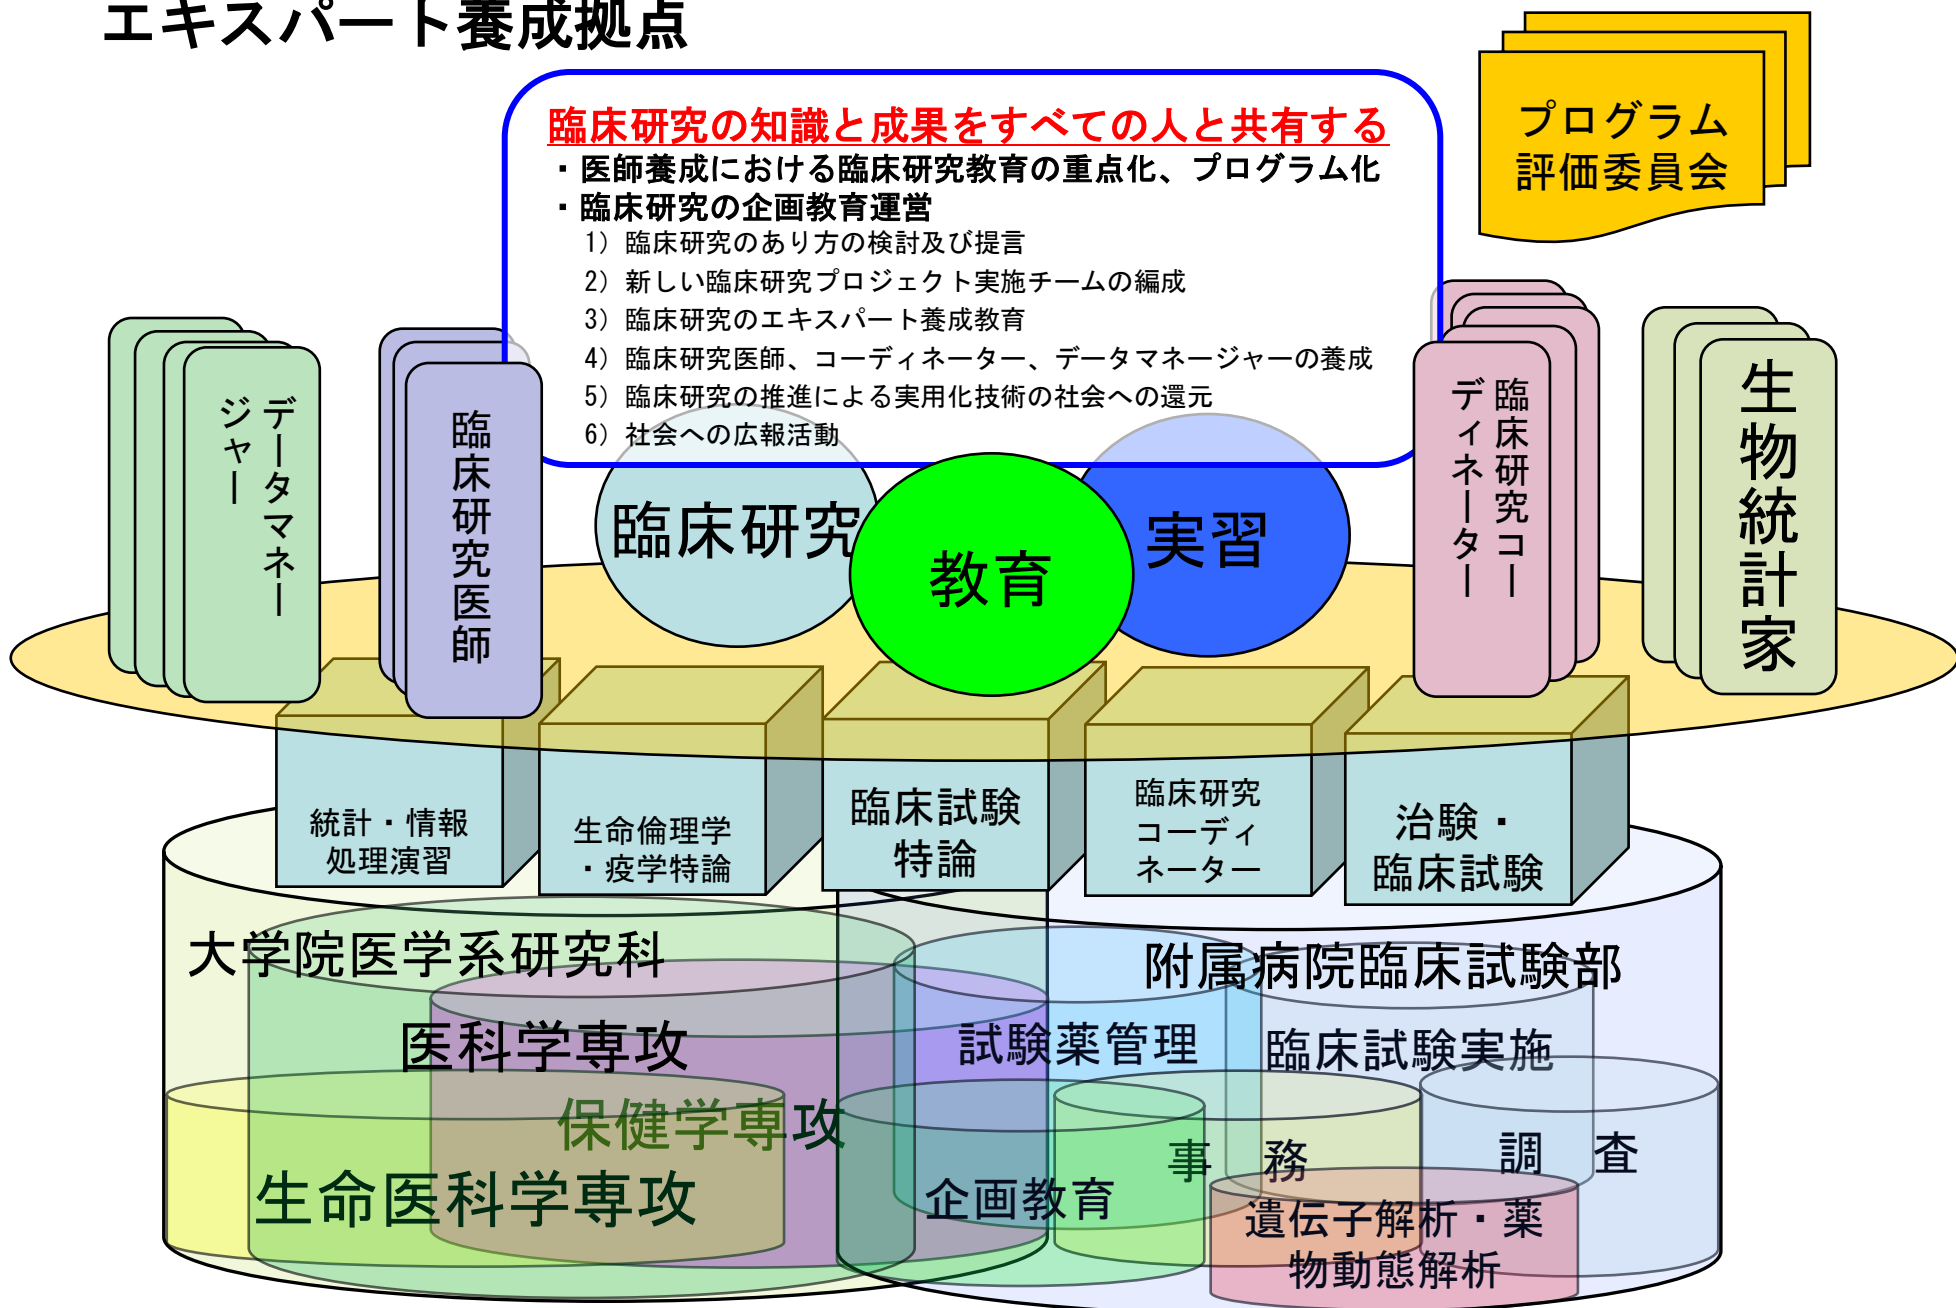 エキスパート養成拠点
プログラム
評価委員会
臨床研究の知識と成果をすべての人と共有する
・医師養成における臨床研究教育の重点化、プログラム化
・臨床研究の企画教育運営
1）臨床研究のあり方の検討及び提言
2）新しい臨床研究プロジェクト実施チームの編成
3）臨床研究のエキスパート養成教育
4）臨床研究医師、コーディネーター、データマネージャーの養成
5）臨床研究の推進による実用化技術の社会への還元
6）社会への広報活動
データマネー
ジャー
臨床研究医師
臨床研究
教育
実習
臨床研究コー
ディネーター
生物統計家
統計・情報
処理演習
生命倫理学
・疫学特論
臨床試験
特論
臨床研究
コーディ
ネーター
治験・
臨床試験
大学院医学系研究科
医科学専攻
保健学専攻
生命医科学専攻
附属病院臨床試験部
試験薬管理
臨床試験実施
事　務
調　査
企画教育
遺伝子解析・薬
物動態解析